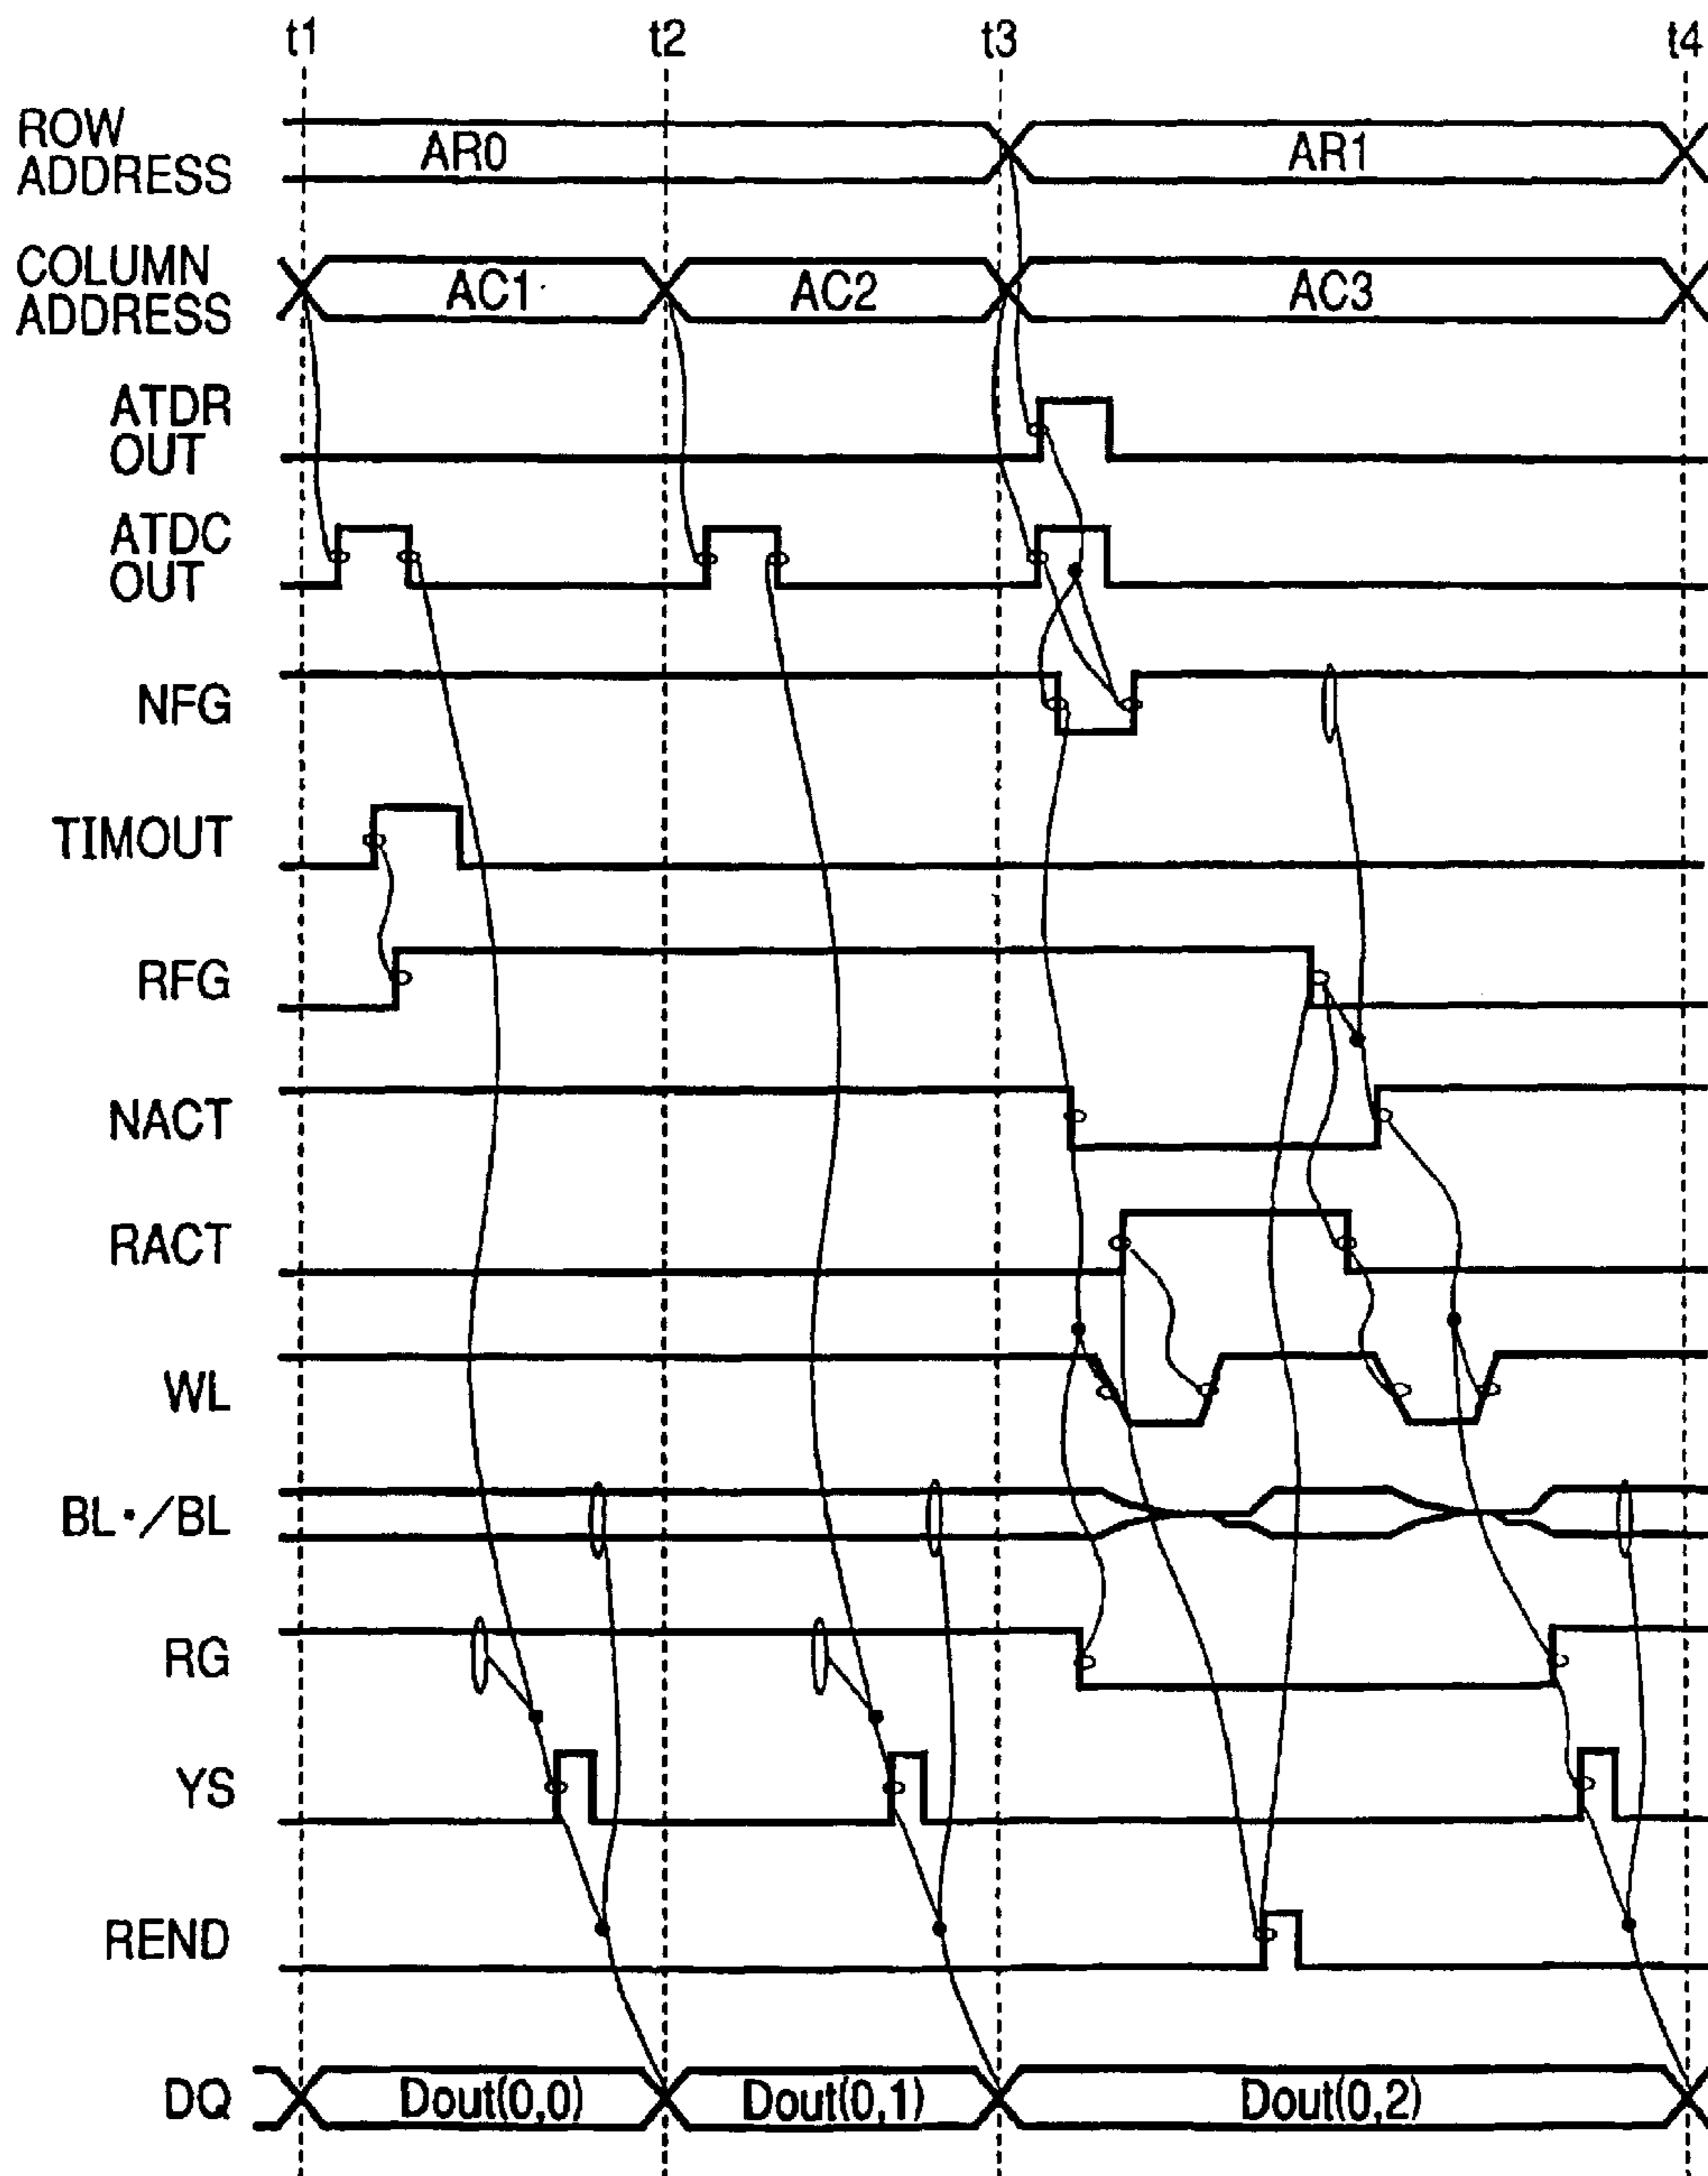 t1 t2 t3 t4
ROW
ADDRESS
AR0 AR1
COLUMN
ADDRESS
AC1 AC2 AC3
ATDR
OUT
ATDC
OUT
NFG
TIMOUT
RFG
NACT
RACT
WL
BL·/BL
RG
YS
REND
DQ Dout(0,0) Dout(0,1) Dout(0,2)